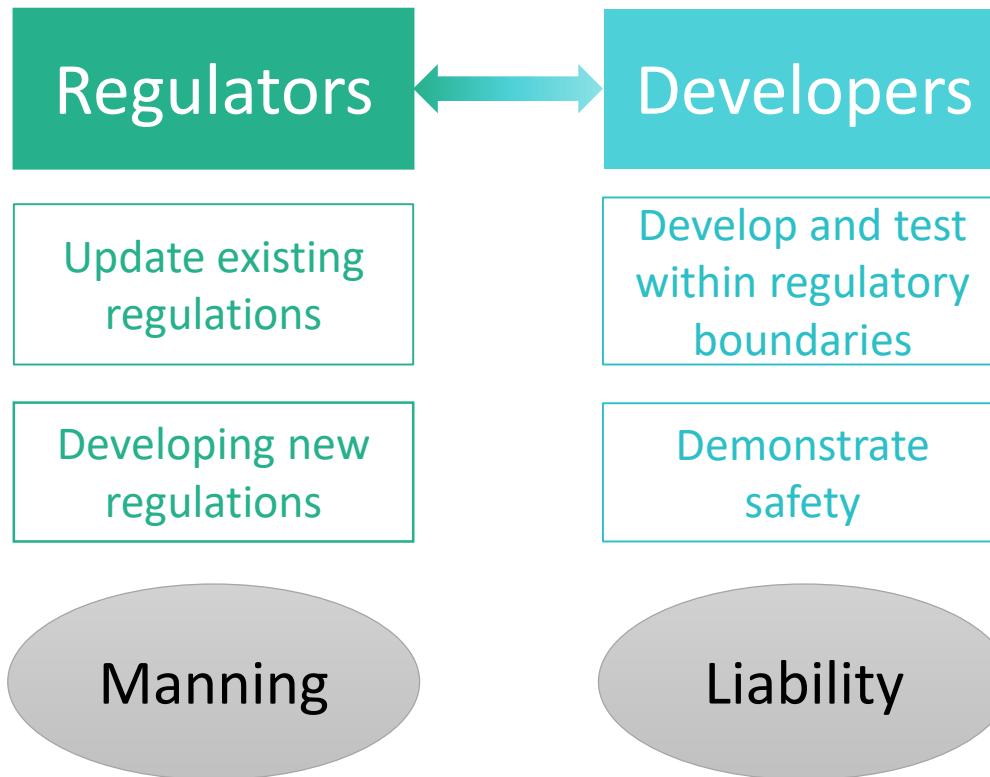 Regulators
Developers
Update existing
regulations
Develop and test
within regulatory
boundaries
Developing new
regulations
Demonstrate
safety
Manning
Liability